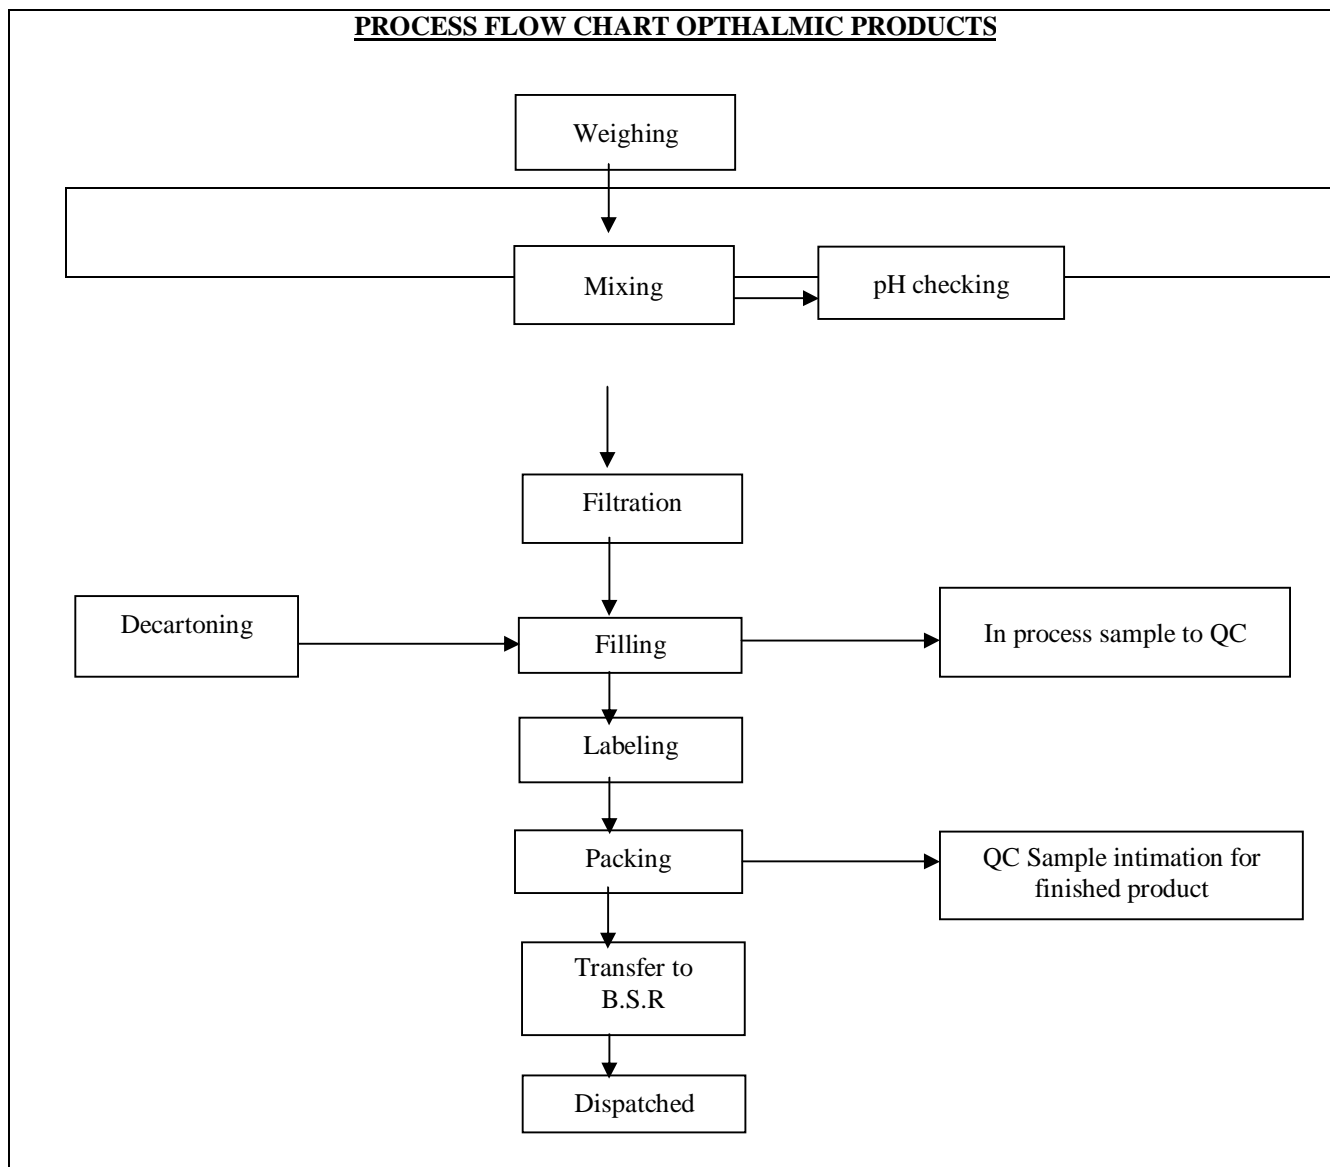 PROCESS FLOW CHART OPTHALMIC PRODUCTS
Weighing
Mixing
pH checking
Filtration
Decartoning
Filling
In process sample to QC
Labeling
Packing
QC Sample intimation for
finished product
Transfer to
B.S.R
Dispatched